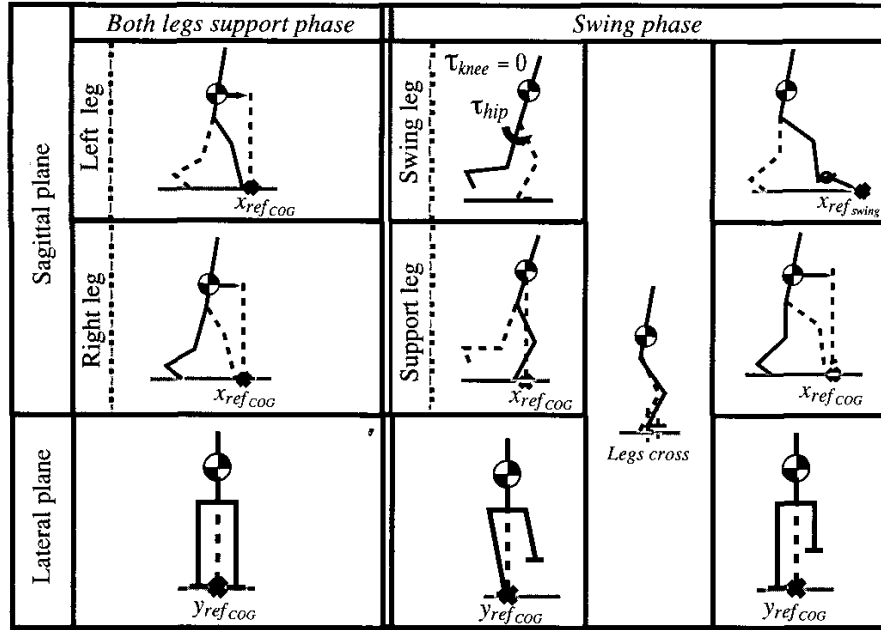 Both legs support phase
Swing phase
Sagittal plane
Left leg
x_ref_COG
Swing leg
τ_knee = 0
τ_hip
x_ref_swing
Right leg
x_ref_COG
Support leg
x_ref_COG
Legs cross
x_ref_COG
Lateral plane
y_ref_COG
y_ref_COG
y_ref_COG